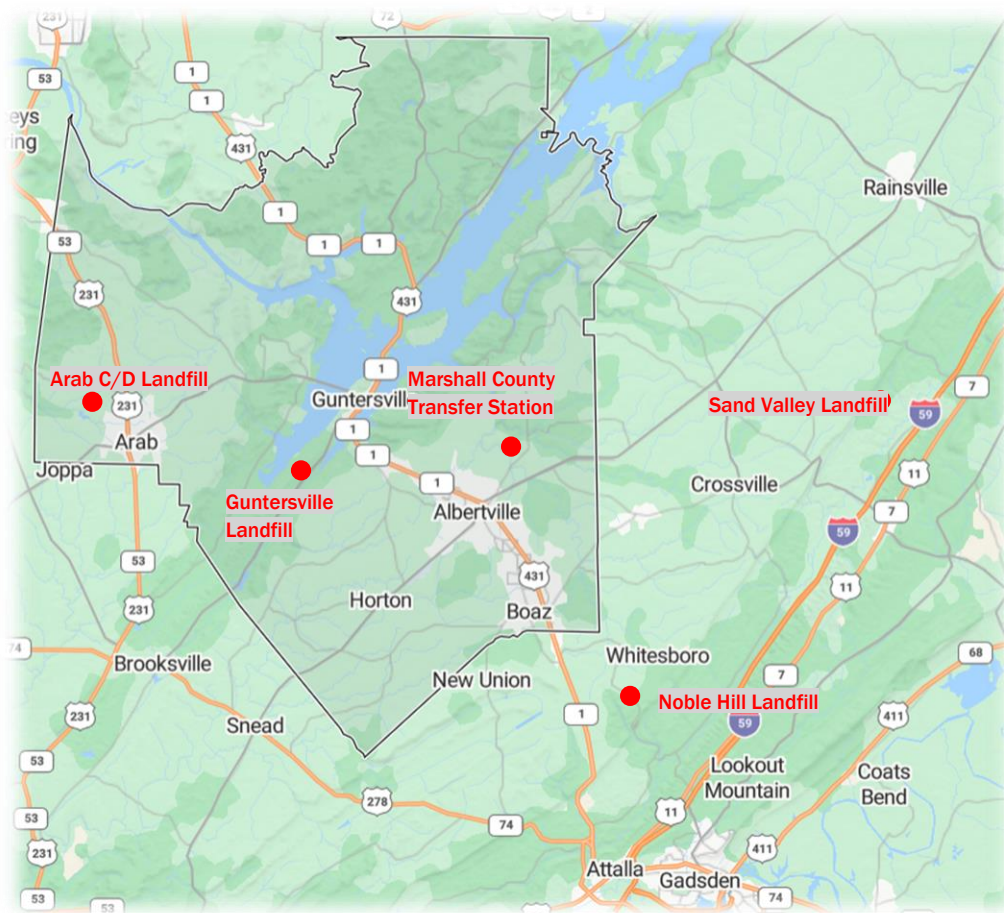 231
72
2
53
1
1
eys
ring
431
Rainsville
1
53
1
1
231
431
1
7
Arab C/D Landfill
Marshall County
Transfer Station
Guntersvill
Sand Valley Landfill
231
59
1
Arab
1
Joppa
11
1
Crossville
Guntersville
Landfill
Albertville
7
59
53
431
11
231
Horton
Boaz
74
Brooksville
Whitesboro
68
New Union
7
231
Snead
1
Noble Hill Landfill
59
411
53
Lookout
Mountain
Coats
Bend
278
11
53
74
231
411
Attalla
Gadsden
53
74
53